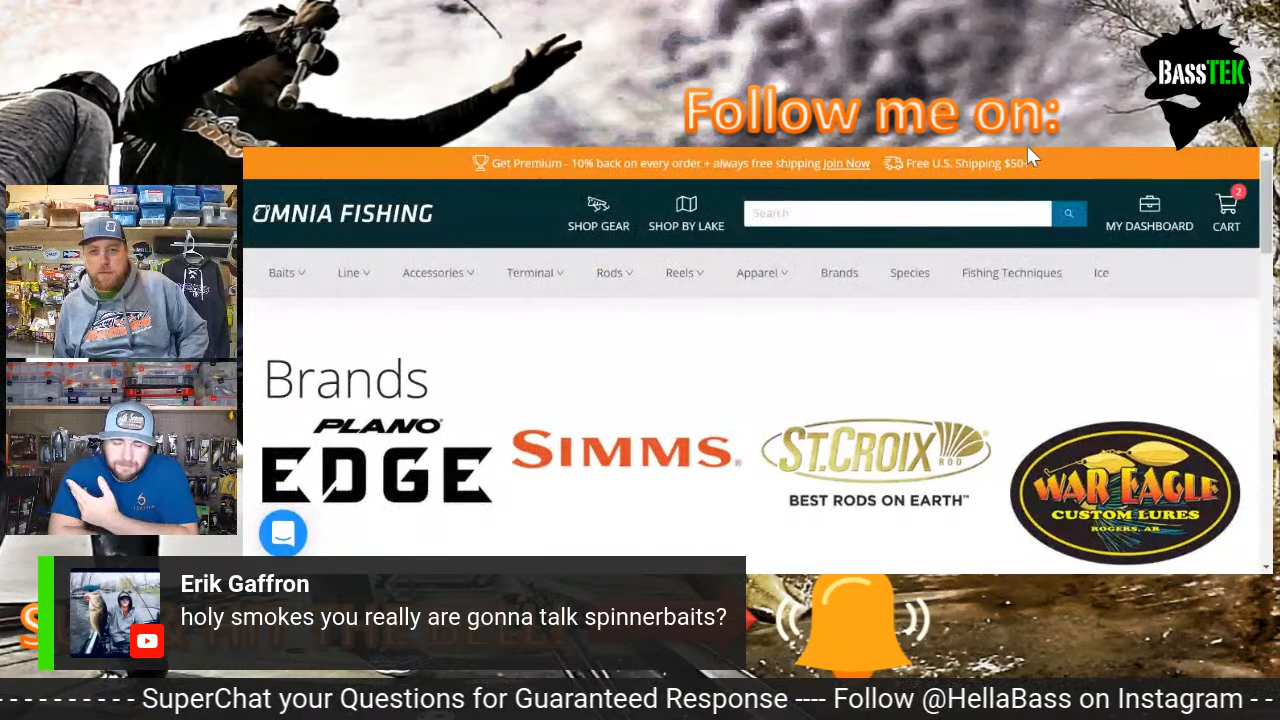 BASSTEK
Follow me on:
Get Premium - 10% back on every order + always free shipping Join Now
Free U.S. Shipping $50+
OMNIA FISHING
SHOP GEAR
SHOP BY LAKE
Search
MY DASHBOARD
2
CART
Baits
Line
Accessories
Terminal
Rods
Reels
Apparel
Brands
Species
Fishing Techniques
Ice
Brands
PLANO
EDGE
SIMMS
ST.CROIX
ROD
BEST RODS ON EARTH™
WAR EAGLE
CUSTOM LURES
ROGERS, AR
Erik Gaffron
holy smokes you really are gonna talk spinnerbaits?
- - - - - - - - - - SuperChat your Questions for Guaranteed Response ---- Follow @HellaBass on Instagram - -